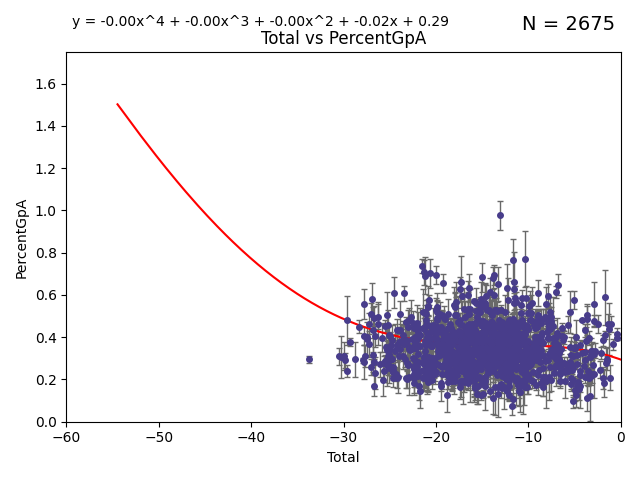 y = -0.00x^4 + -0.00x^3 + -0.00x^2 + -0.02x + 0.29
N = 2675
Total vs PercentGpA
PercentGpA
1.6
1.4
1.2
1.0
0.8
0.6
0.4
0.2
0.0
−60 −50 −40 −30 −20 −10 0
Total